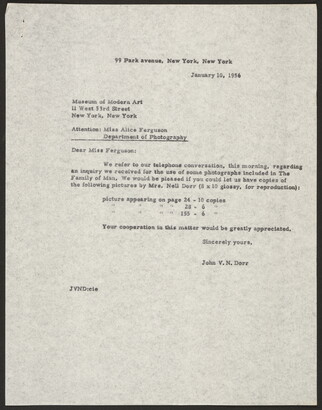 99 Park avenue, New York, New York
January 10, 1956
Museum of Modern Art
11 West 53rd Street
New York, New York
Attention: Miss Alice Ferguson
Department of Photography
Dear Miss Ferguson:
We refer to our telephone conversation, this morning, regarding
an inquiry we received for the use of some photographs included in The
Family of Man. We would be pleased if you could let us have copies of
the following pictures by Mrs. Nell Dorr (8 x 10 glossy, for reproduction):
picture appearing on page 24 - 15 copies
" " " 28 - 6 "
" " " 155 - 6 "
Your cooperation in this matter would be greatly appreciated.
Sincerely yours,
John V. N. Dorr
JVND:ete